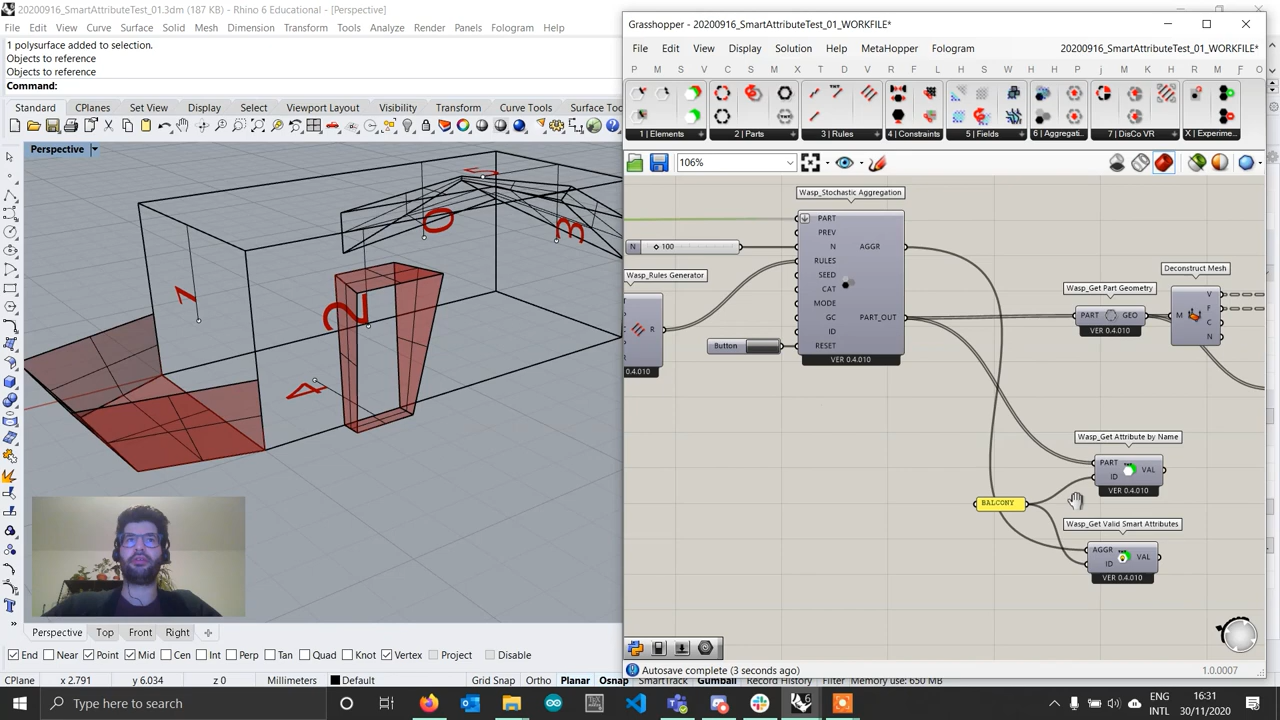 20200916_SmartAttributeTest_01.3dm (187 KB) - Rhino 6 Educational - [Perspective]
File Edit View Curve Surface Solid Mesh Dimension Transform Tools Analyze Render Panels Fologram Help
1 polysurface added to selection.
Objects to reference
Objects to reference
Command:
Standard CPlanes Set View Display Select Viewport Layout Visibility Transform Curve Tools Surface Too
Perspective
1
0
3
2
4
Perspective Top Front Right
End Near Point Mid Cen Int Perp Tan Quad Knot Vertex Project Disable
CPlane x 2.791 y 6.034 z 0 Millimeters Default Grid Snap Ortho Planar Osnap SmartTrack Gumball Record History Filter Memory use: 650 MB
Grasshopper - 20200916_SmartAttributeTest_01_WORKFILE*
File Edit View Display Solution Help MetaHopper Fologram 20200916_SmartAttributeTest_01_WORKFILE*
P M S V C D X T D V K L F L H S W H K H P j L H R M F
1 | Elements 2 | Parts 3 | Rules 4 | Constraints 5 | Fields 6 | Aggregati... 7 | DisCo VR X | Experime...
106%
Wasp_Stochastic Aggregation
PART
PREV
N
RULES
SEED
CAT
MODE
GC
ID
RESET
AGGR
PART_OUT
VER 0.4.010
N 100
Wasp_Rules Generator
R
0.4.010
Button
Wasp_Get Part Geometry
PART GEO
VER 0.4.010
Deconstruct Mesh
M
V
F
C
N
Wasp_Get Attribute by Name
PART
ID
VAL
VER 0.4.010
BALCONY
Wasp_Get Valid Smart Attributes
AGGR
ID
VAL
VER 0.4.010
Autosave complete (3 seconds ago) 1.0.0007
Type here to search
ENG
INTL
16:31
30/11/2020